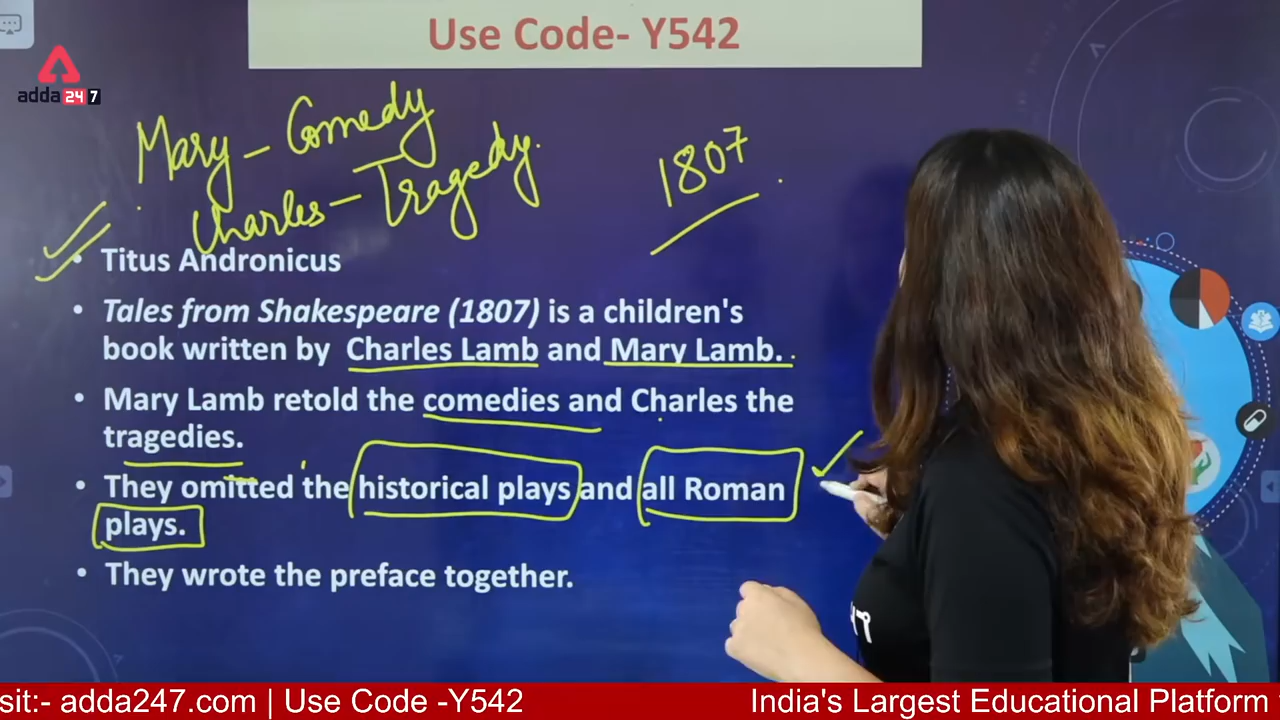 Use Code- Y542
adda 24 7
Mary - Comedy
Charles - Tragedy.
1807
• Titus Andronicus
• Tales from Shakespeare (1807) is a children's
book written by Charles Lamb and Mary Lamb.
• Mary Lamb retold the comedies and Charles the
tragedies.
• They omitted the historical plays and all Roman
plays.
• They wrote the preface together.
sit:- adda247.com | Use Code -Y542 India's Largest Educational Platform